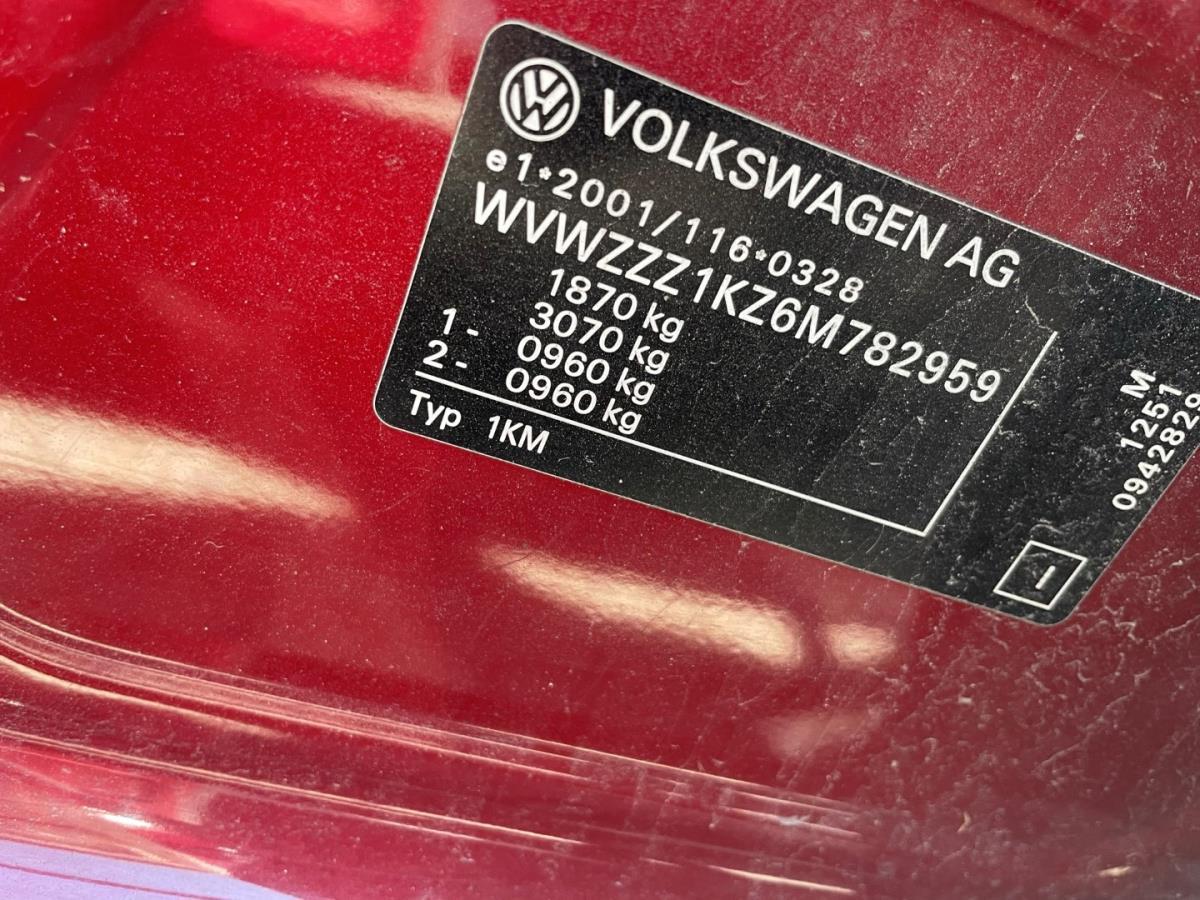 VOLKSWAGEN AG
e1*2001/116*0328
WVWZZZ1KZ6M782959
1870 kg
3070 kg
1 - 0960 kg
2 - 0960 kg
Typ 1KM
M
1251
0942829